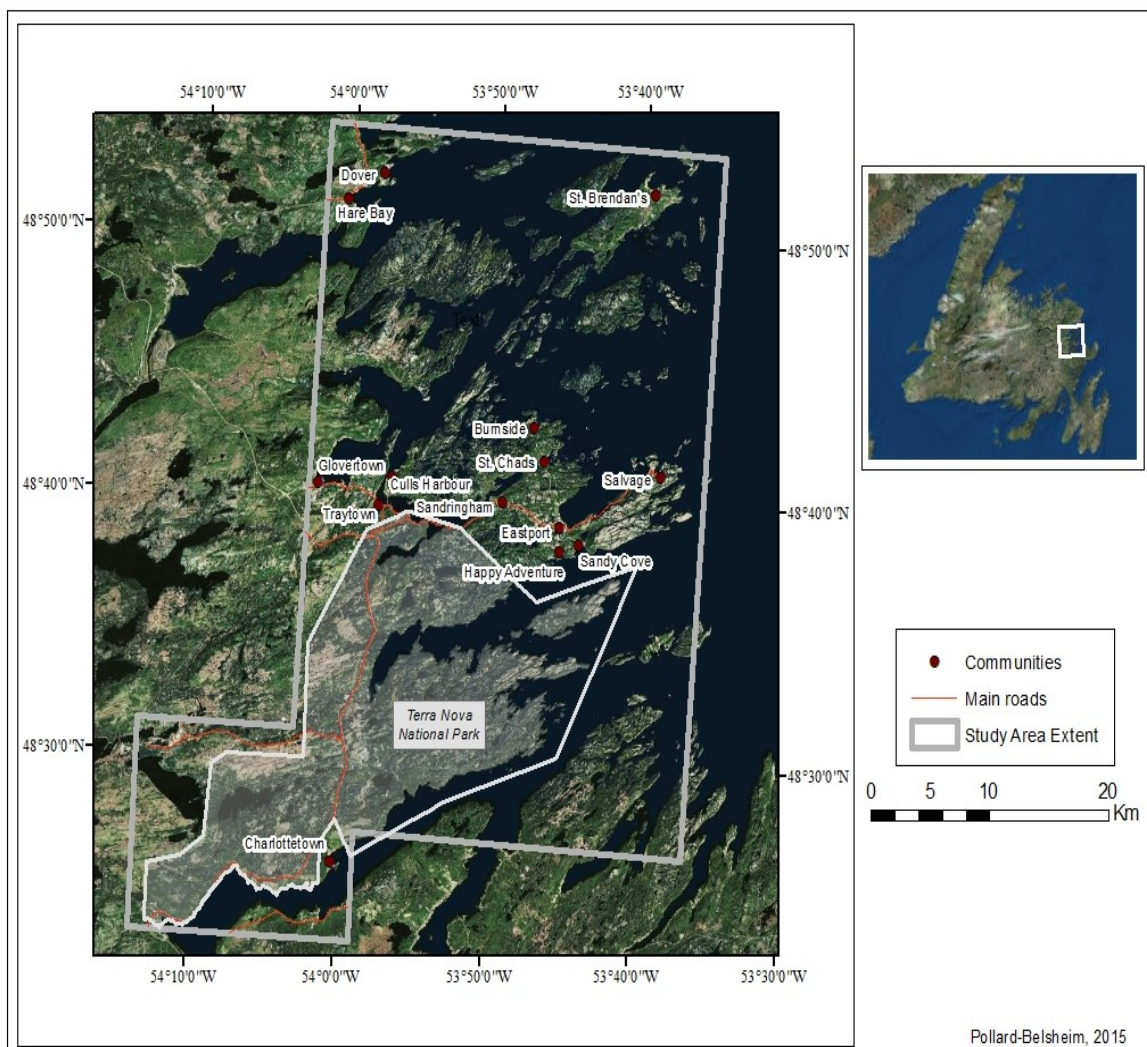 54°10'0"W 54°0'0"W 53°50'0"W 53°40'0"W
Dover
St. Brendan's
Hare Bay
48°50'0"N
48°50'0"N
Text
Burnside
St. Chads
Glovertown
Salvage
48°40'0"N
Culls Harbour
Sandringham
Traytown
48°40'0"N
Eastport
Sandy Cove
Happy Adventure
Terra Nova
National Park
48°30'0"N
48°30'0"N
Charlottetown
54°10'0"W 54°0'0"W 53°50'0"W 53°40'0"W 53°30'0"W
Communities
Main roads
Study Area Extent
0 5 10 20
Km
Pollard-Belsheim, 2015